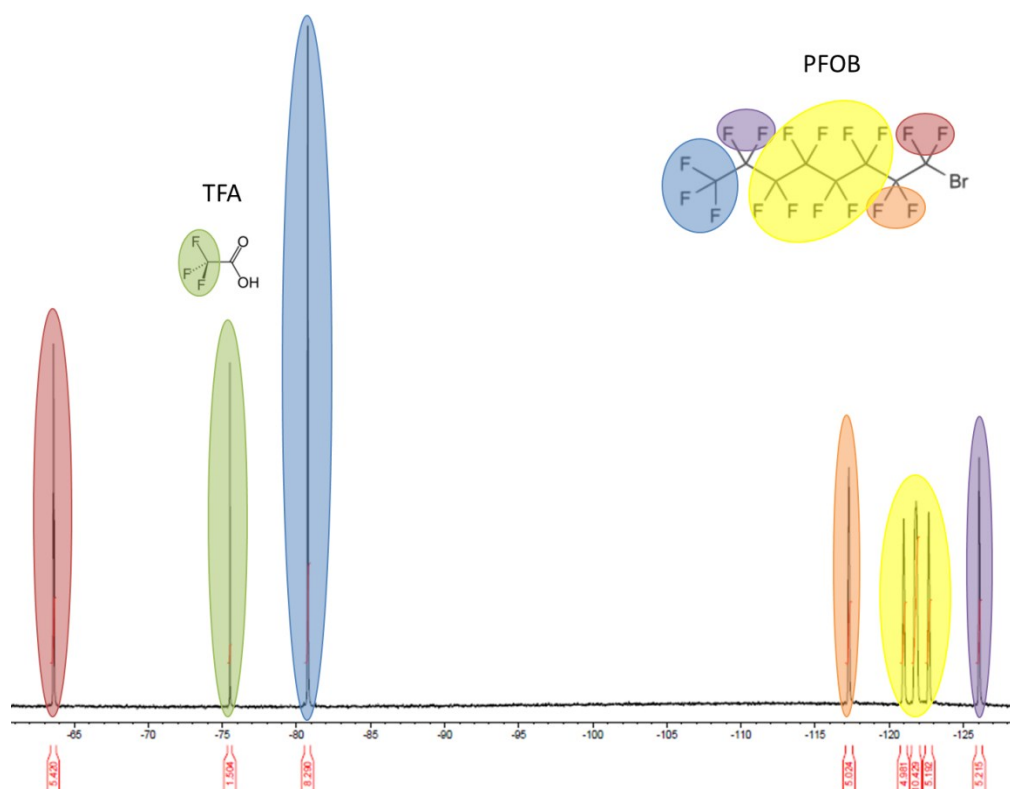 PFOB
F F F F F F F F
F
F
F
F F F F F F F F
Br
TFA
F
F
F
O
OH
-65 -70 -75 -80 -85 -90 -95 -100 -105 -110 -115 -120 -125
5.420
1.504
8.290
5.024
4.981
10.429
5.192
5.215